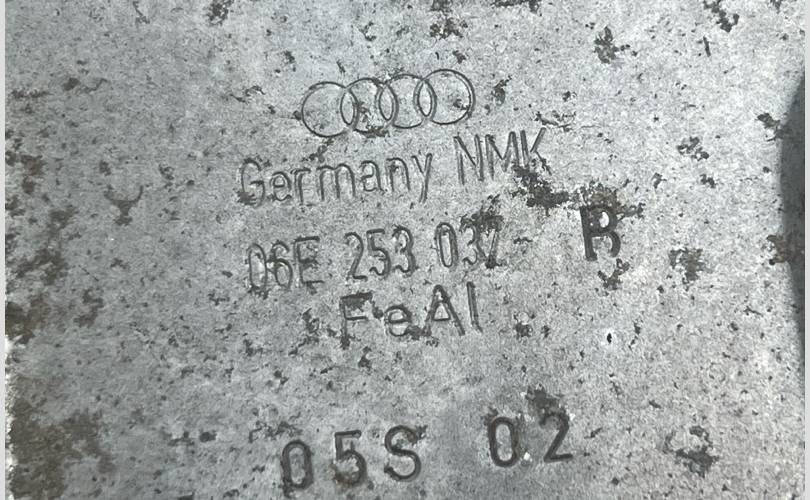 Germany NMK
06E 253 032 B
FeAl
05S 02